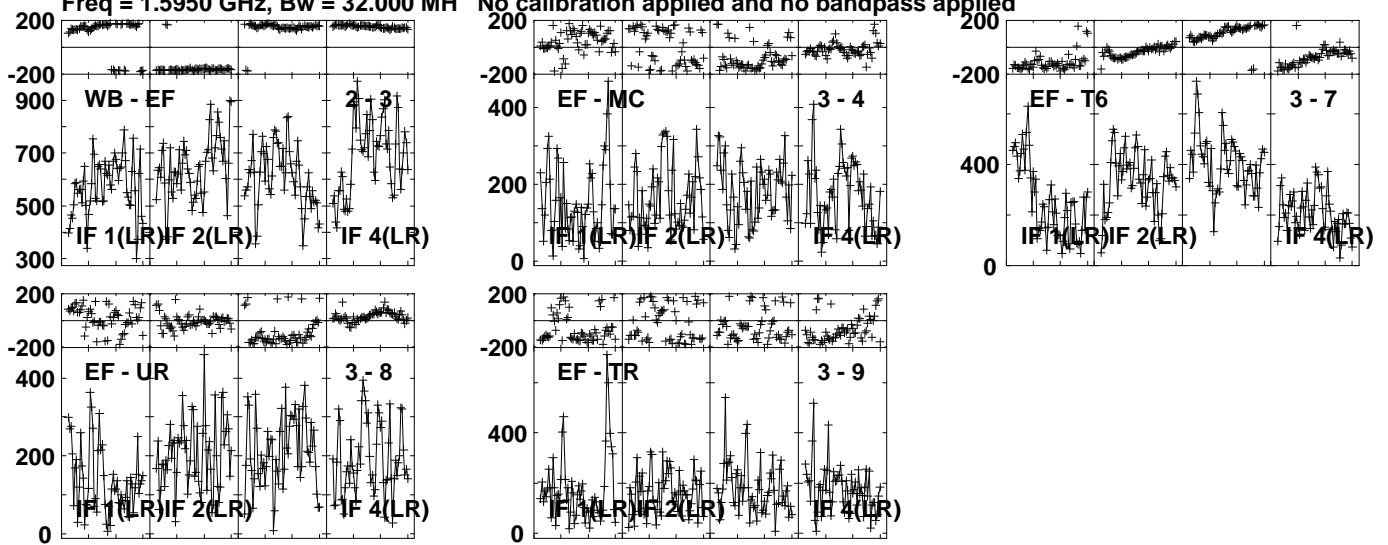 Freq = 1.5950 GHz, Bw = 32.000 MH No calibration applied and no bandpass applied
200
-200
900
700
500
300
WB - EF
2 - 3
IF 1(LR)
IF 2(LR)
IF 4(LR)
200
-200
400
200
0
EF - MC
3 - 4
IF 1(LR)
IF 2(LR)
IF 4(LR)
200
-200
400
0
EF - T6
3 - 7
IF 1(LR)
IF 2(LR)
IF 4(LR)
200
-200
400
200
0
EF - UR
3 - 8
IF 1(LR)
IF 2(LR)
IF 4(LR)
200
-200
400
0
EF - TR
3 - 9
IF 1(LR)
IF 2(LR)
IF 4(LR)